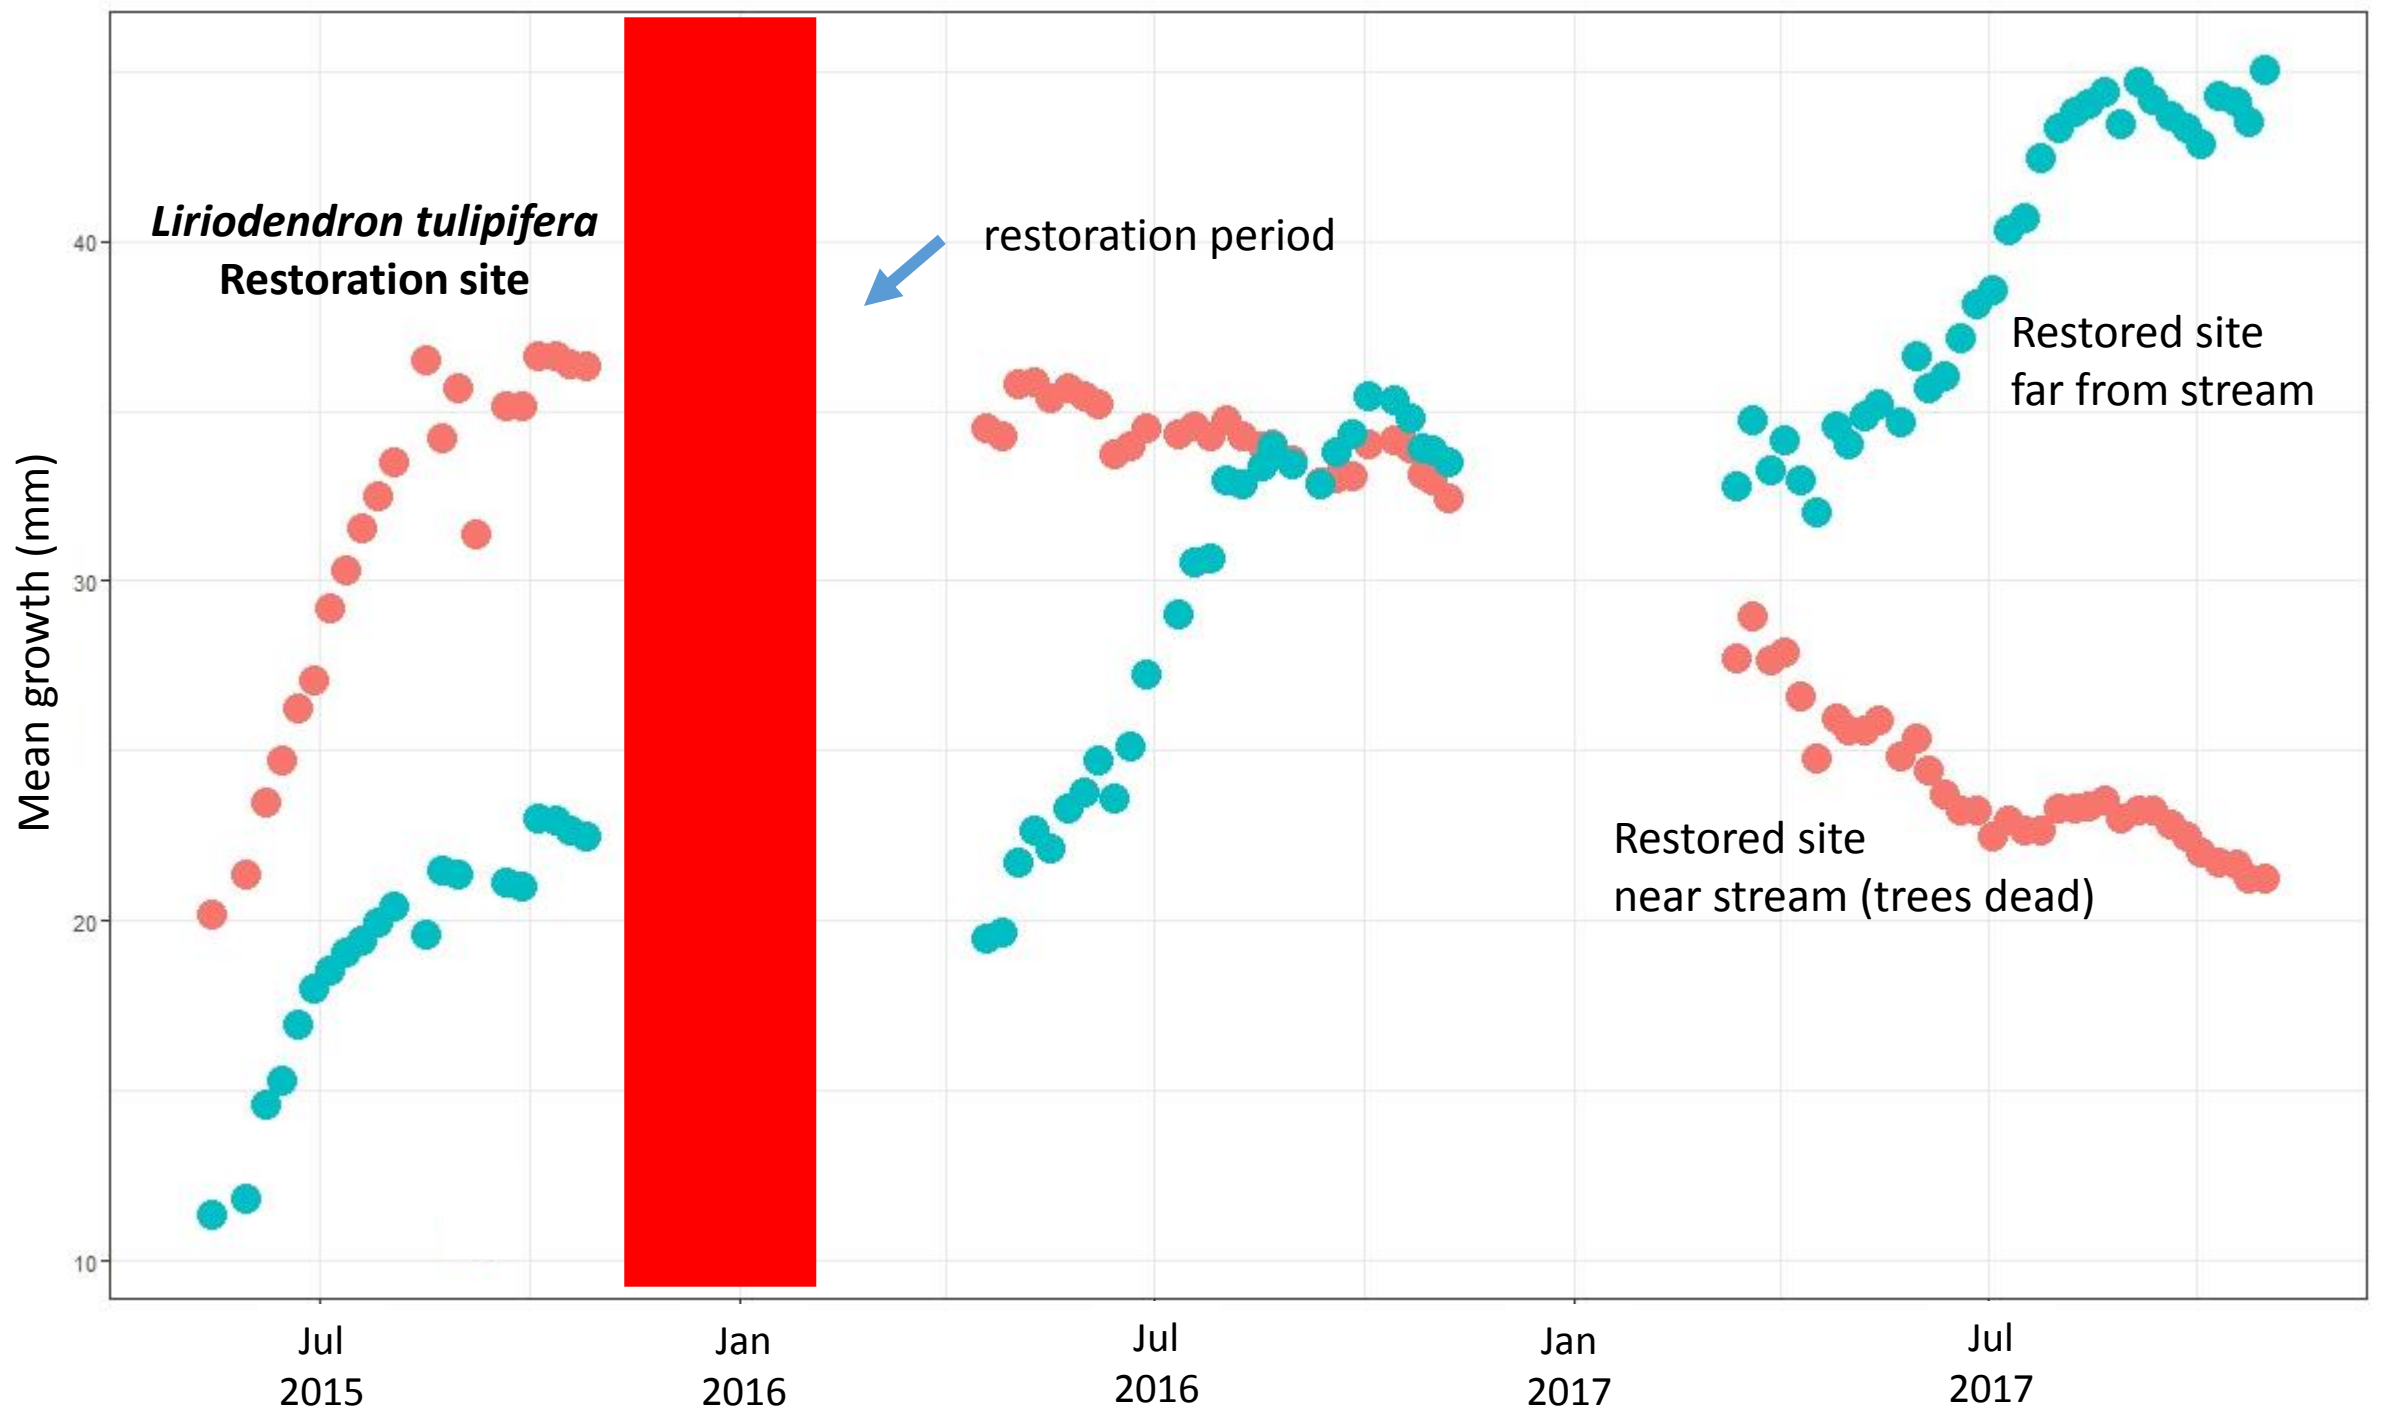 Liriodendron tulipifera
Restoration site
restoration period
Restored site
far from stream
Restored site
near stream (trees dead)
Mean growth (mm)
40
30
20
10
Jul
2015
Jan
2016
Jul
2016
Jan
2017
Jul
2017